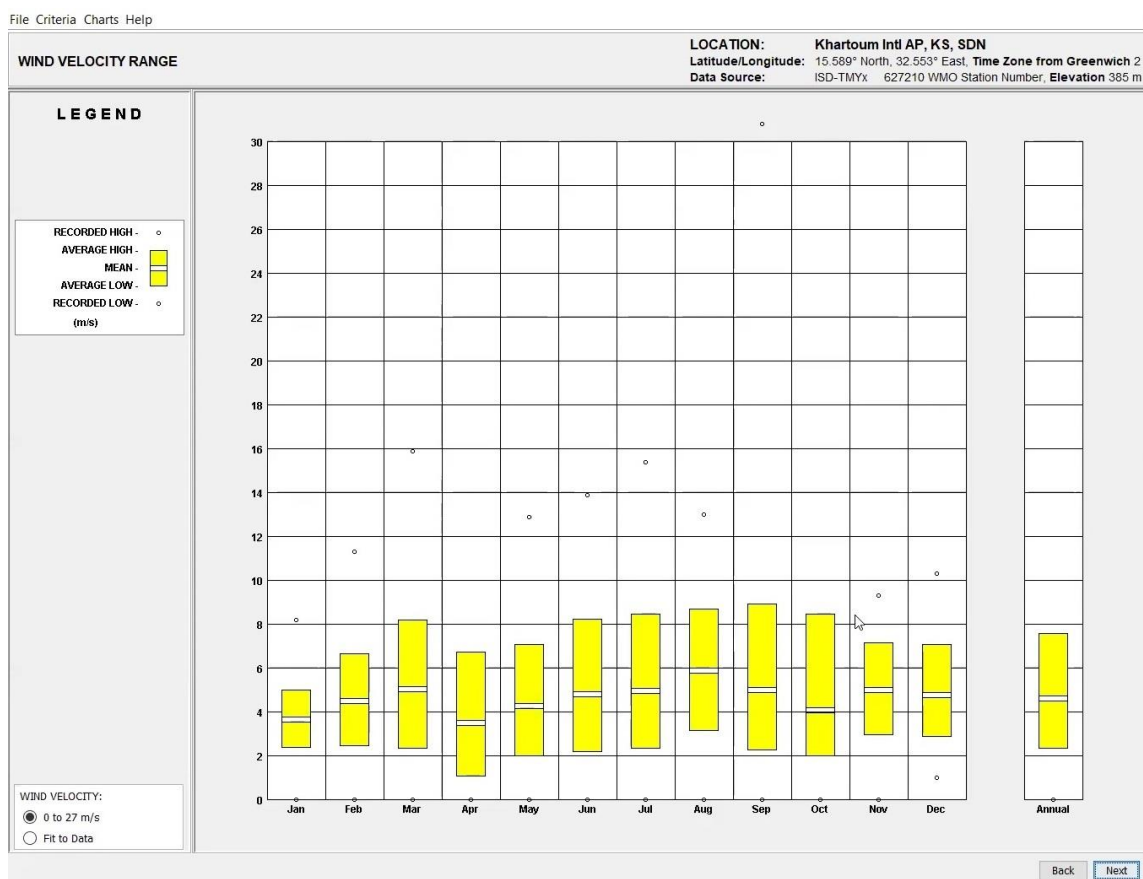 File Criteria Charts Help
WIND VELOCITY RANGE
LOCATION: Khartoum Intl AP, KS, SDN
Latitude/Longitude: 15.589° North, 32.553° East, Time Zone from Greenwich 2
Data Source: ISD-TMYx 627210 WMO Station Number, Elevation 385 m
LEGEND
RECORDED HIGH -
AVERAGE HIGH -
MEAN -
AVERAGE LOW -
RECORDED LOW -
(m/s)
30
28
26
24
22
20
18
16
14
12
10
8
6
4
2
0
Jan Feb Mar Apr May Jun Jul Aug Sep Oct Nov Dec Annual
WIND VELOCITY:
0 to 27 m/s
Fit to Data
Back Next